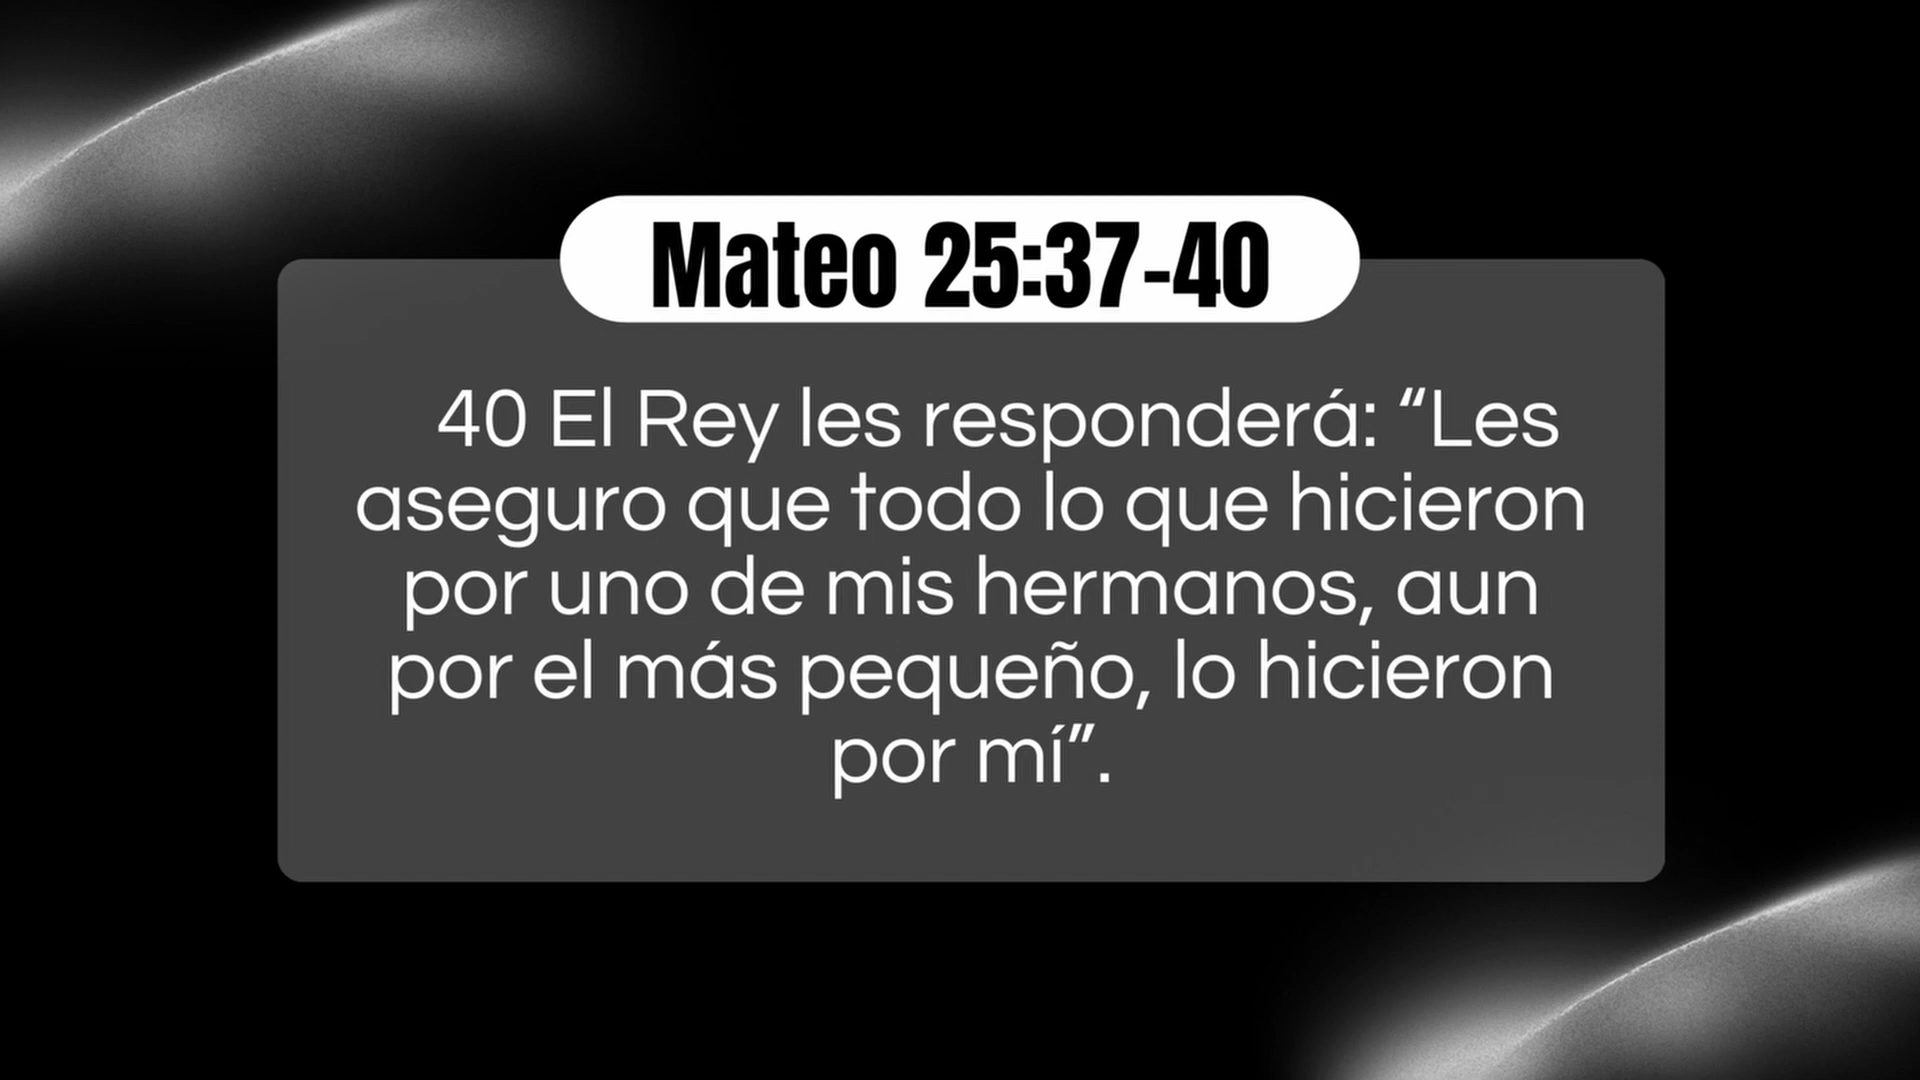 Mateo 25:37-40
40 El Rey les responderá: “Les
aseguro que todo lo que hicieron
por uno de mis hermanos, aun
por el más pequeño, lo hicieron
por mí”.